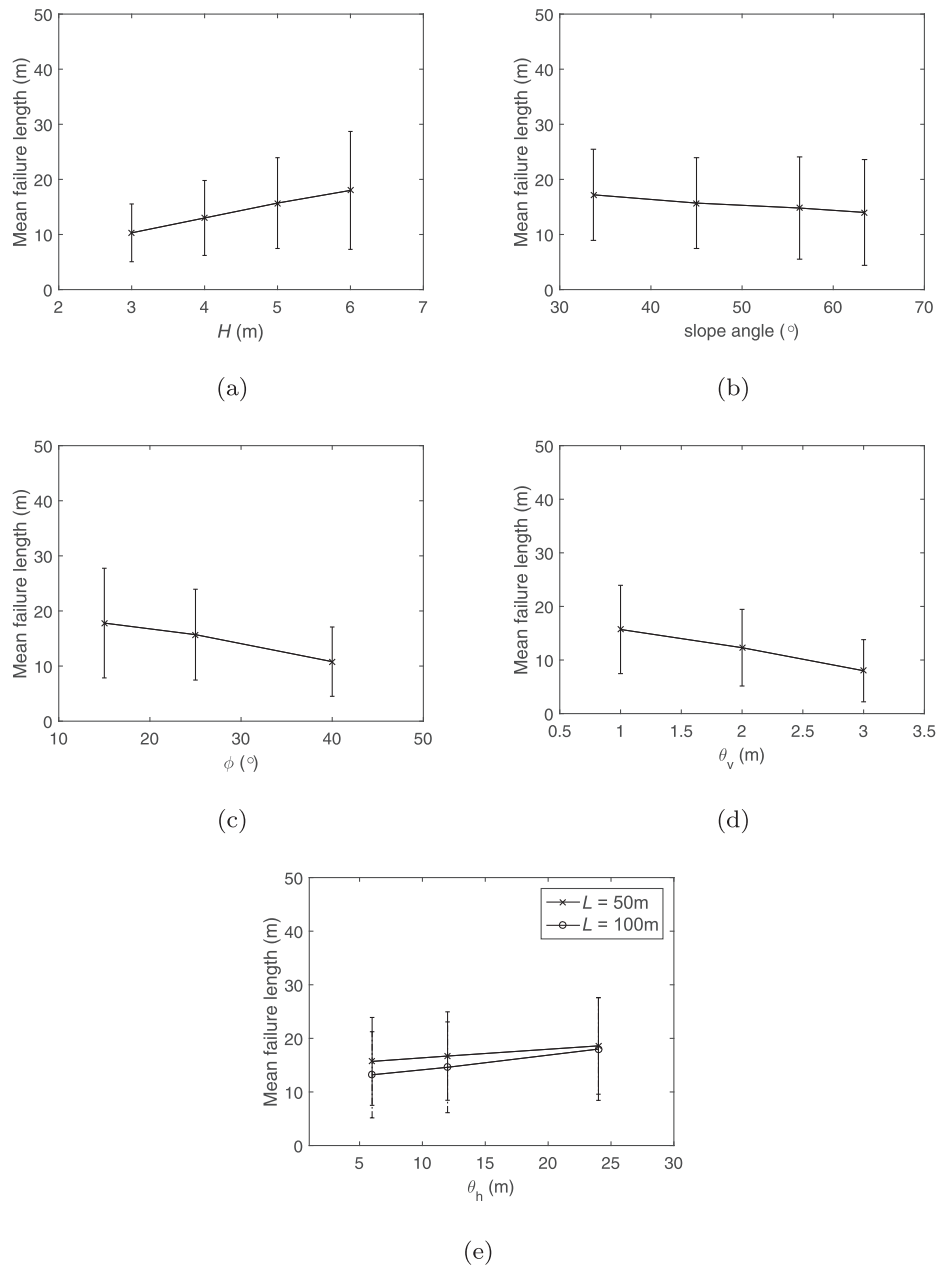 50
40
30
20
10
0
Mean failure length (m)
2 3 4 5 6 7
H (m)
(a)
50
40
30
20
10
0
Mean failure length (m)
30 40 50 60 70
slope angle (°)
(b)
50
40
30
20
10
0
Mean failure length (m)
10 20 30 40 50
ϕ (°)
(c)
50
40
30
20
10
0
Mean failure length (m)
0.5 1 1.5 2 2.5 3 3.5
θv (m)
(d)
50
40
30
20
10
0
Mean failure length (m)
L = 50m
L = 100m
5 10 15 20 25 30
θh (m)
(e)